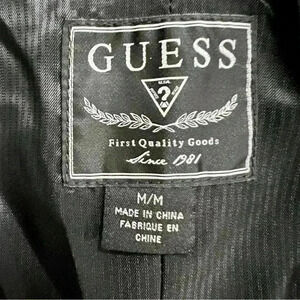 GUESS
U.S.A.
?
First Quality Goods
Since 1981
M/M
MADE IN CHINA
FABRIQUE EN
CHINE